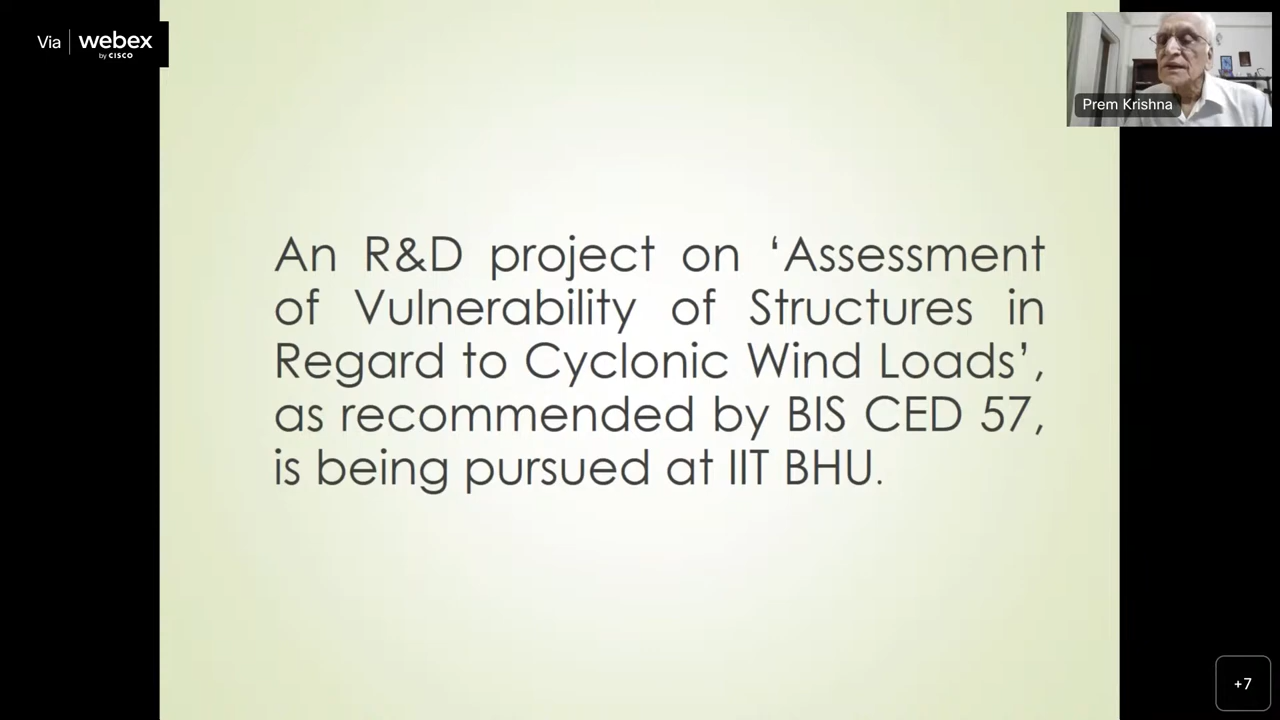 Via webex
by CISCO
Prem Krishna
An R&D project on ‘Assessment
of Vulnerability of Structures in
Regard to Cyclonic Wind Loads’,
as recommended by BIS CED 57,
is being pursued at IIT BHU.
+7